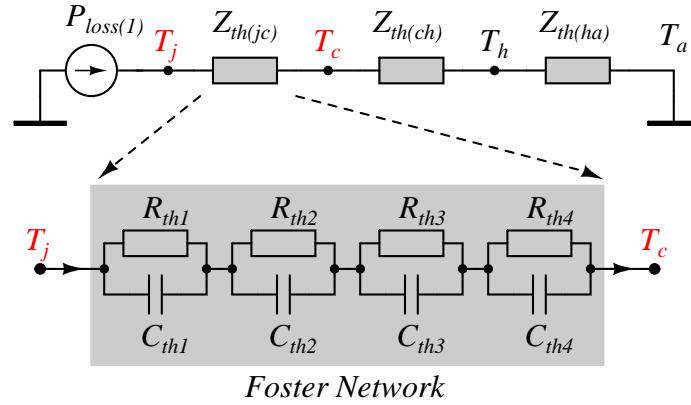 P_loss(1) T_j Z_th(jc) T_c Z_th(ch) T_h Z_th(ha) T_a
R_th1 R_th2 R_th3 R_th4
T_j T_c
C_th1 C_th2 C_th3 C_th4
Foster Network